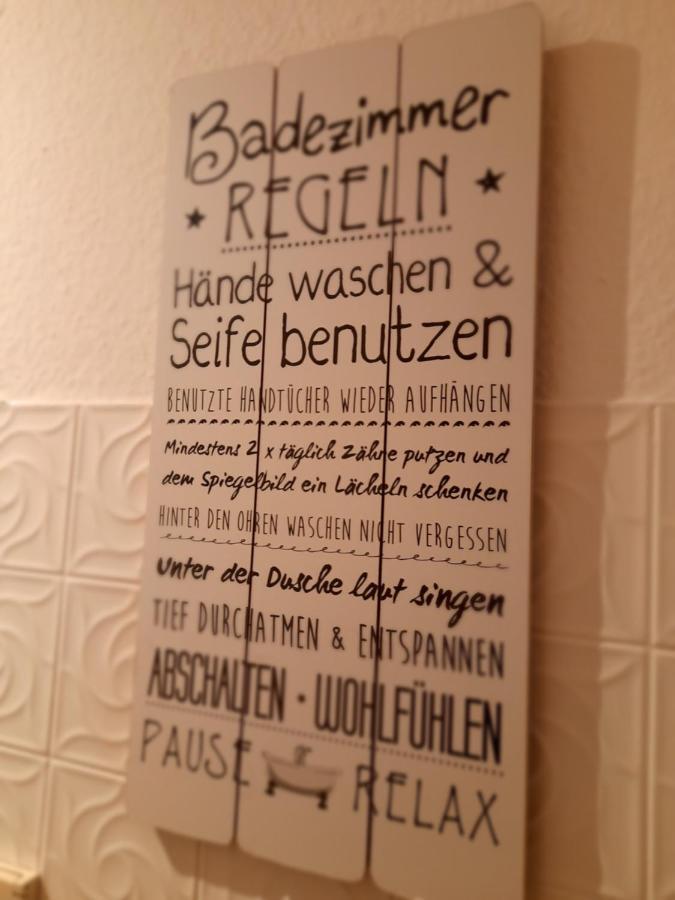 Badezimmer
REGELN
Hände waschen &
Seife benutzen
BENUTZTE HANDTÜCHER WIEDER AUFHÄNGEN
Mindestens 2 x täglich Zähne putzen und
dem Spiegelbild ein Lächeln schenken
HINTER DEN OHREN WASCHEN NICHT VERGESSEN
Unter der Dusche laut singen
TIEF DURCHATMEN & ENTSPANNEN
ABSCHALTEN · WOHLFÜHLEN
PAUSE RELAX